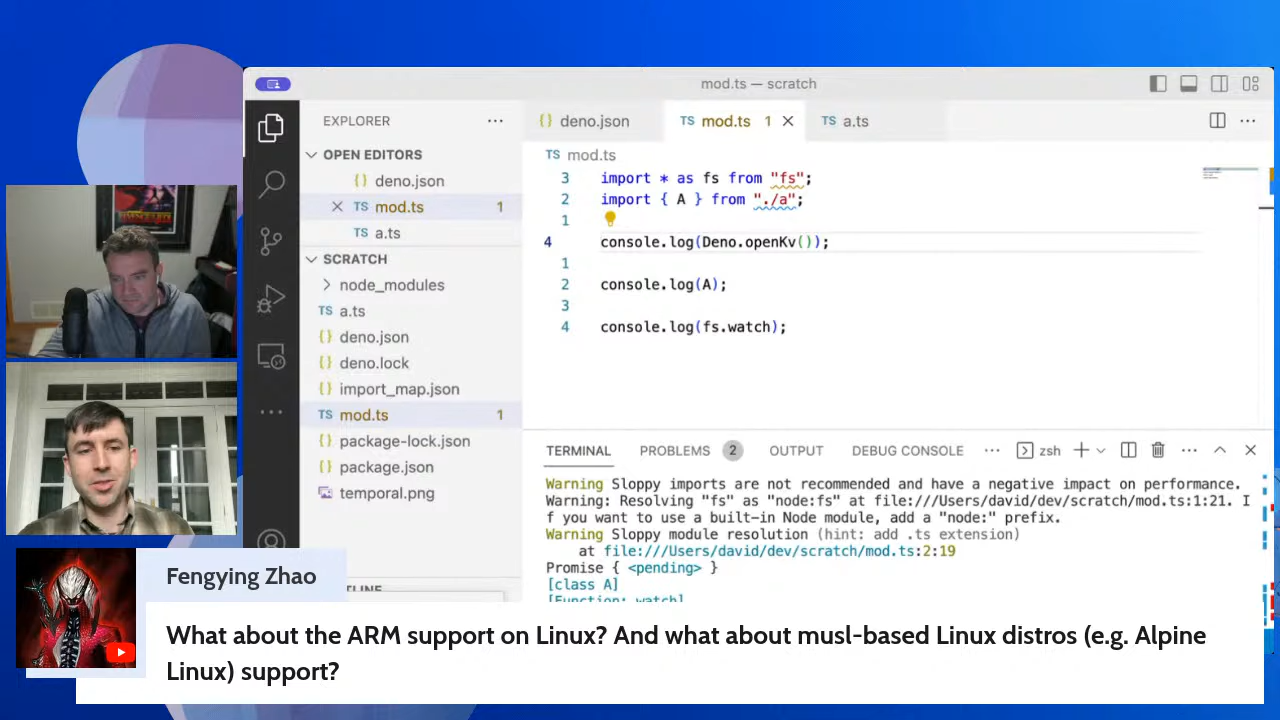 mod.ts — scratch
EXPLORER
OPEN EDITORS
{} deno.json
TS mod.ts 1
TS a.ts
SCRATCH
node_modules
TS a.ts
{} deno.json
{} deno.lock
{} import_map.json
TS mod.ts 1
{} package-lock.json
{} package.json
temporal.png
{} deno.json
TS mod.ts 1
TS a.ts
TS mod.ts
3 import * as fs from "fs";
2 import { A } from "./a";
1
4 console.log(Deno.openKv());
1
2 console.log(A);
3
4 console.log(fs.watch);
TERMINAL PROBLEMS 2 OUTPUT DEBUG CONSOLE ··· zsh
Warning Sloppy imports are not recommended and have a negative impact on performance.
Warning: Resolving "fs" as "node:fs" at file:///Users/david/dev/scratch/mod.ts:1:21. I
f you want to use a built-in Node module, add a "node:" prefix.
Warning Sloppy module resolution (hint: add .ts extension)
at file:///Users/david/dev/scratch/mod.ts:2:19
Promise { <pending> }
[class A]
[Function: watch]
Fengying Zhao
What about the ARM support on Linux? And what about musl-based Linux distros (e.g. Alpine
Linux) support?